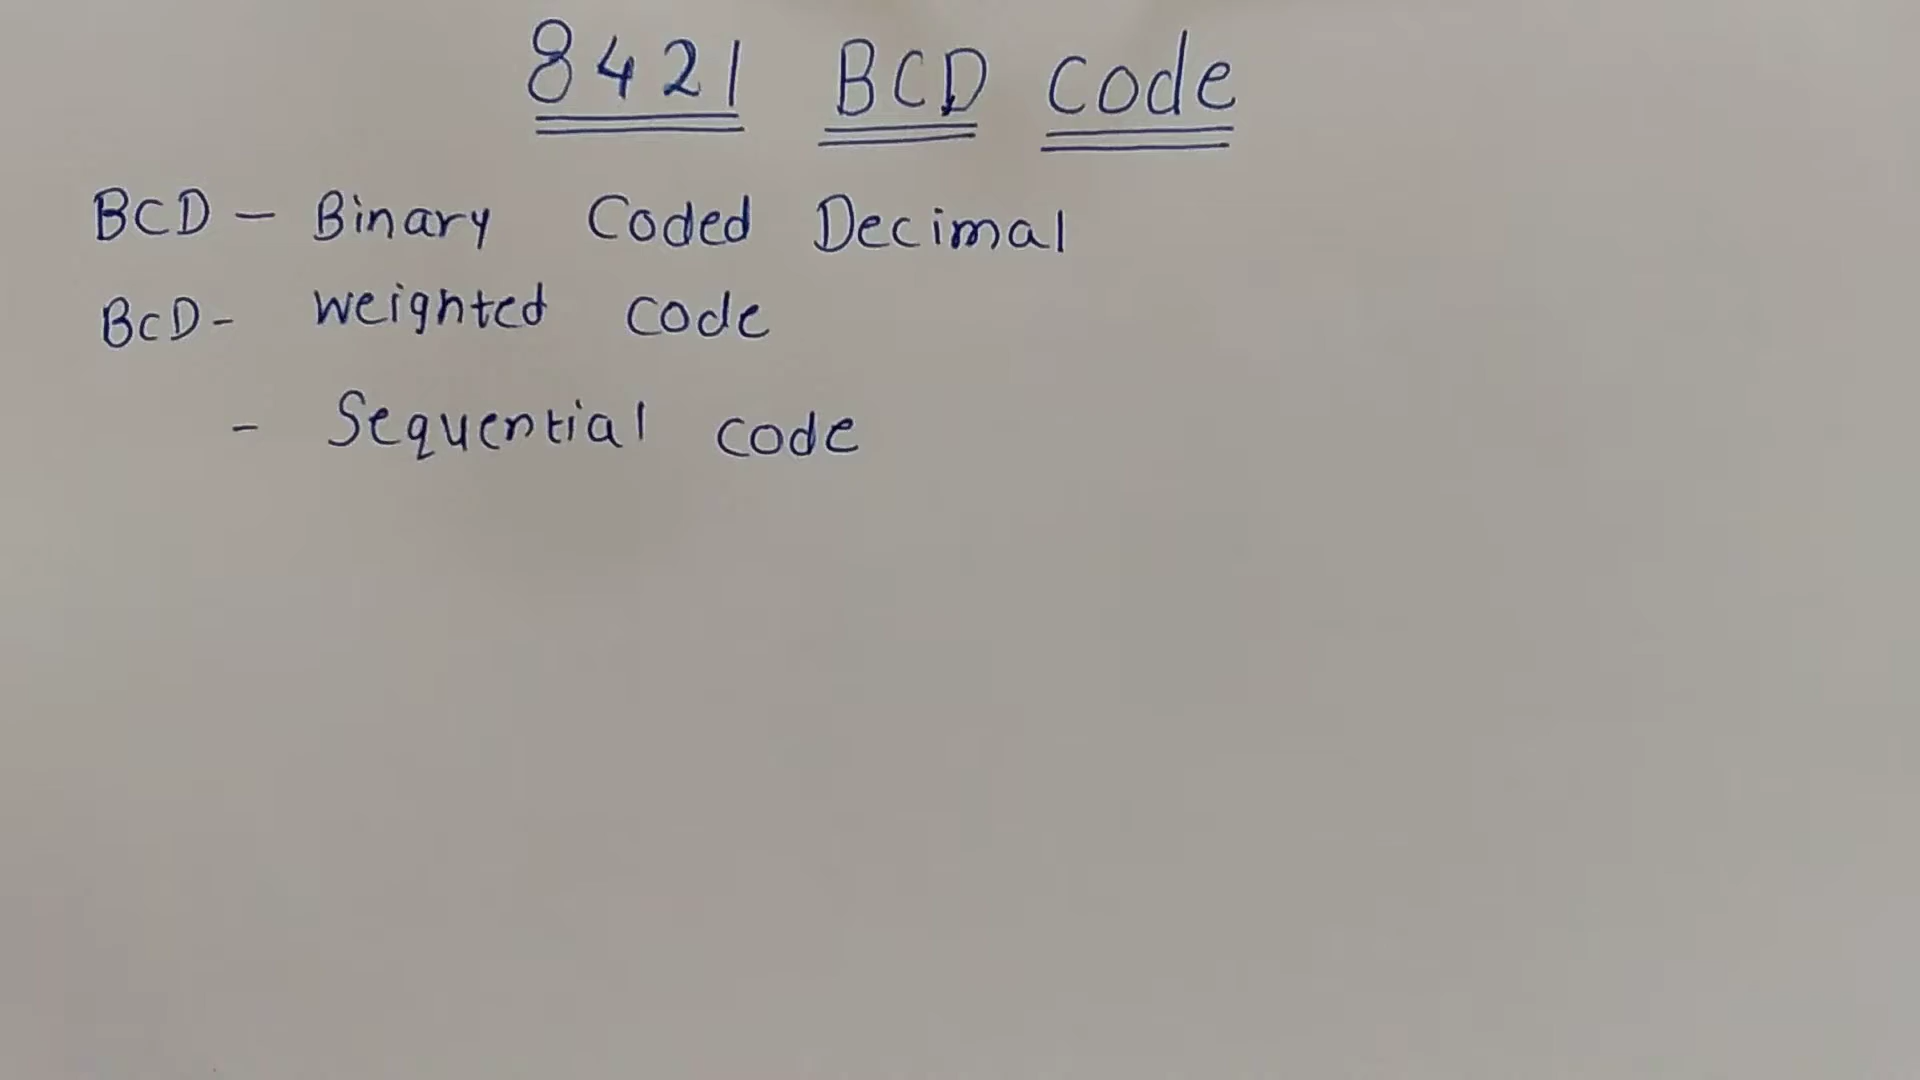 8421 BCD code
BCD - Binary Coded Decimal
BCD - weighted code
- Sequential code